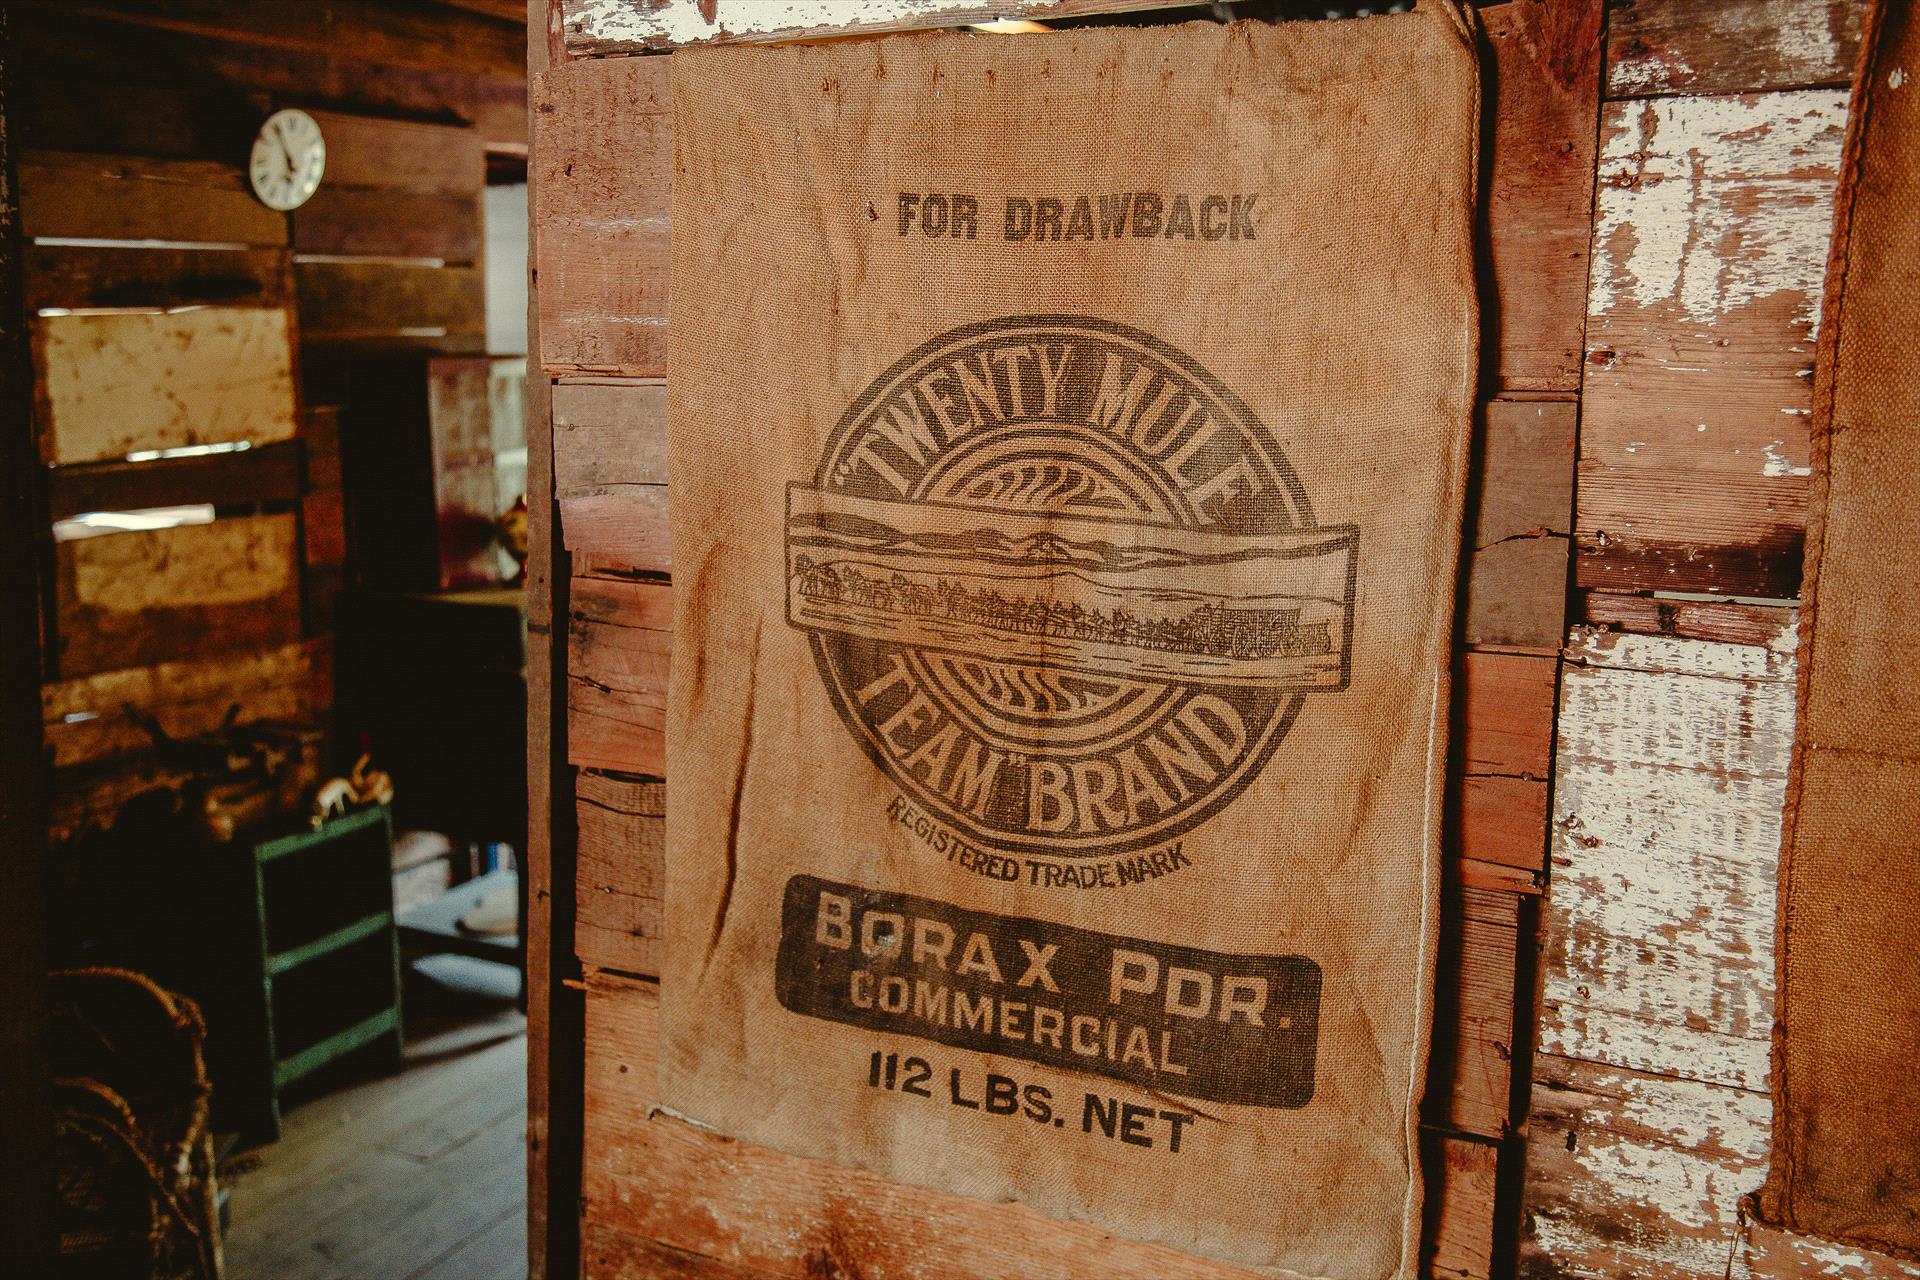 FOR DRAWBACK
"TWENTY MULE
TEAM" BRAND
REGISTERED TRADE MARK
BORAX PDR.
COMMERCIAL
112 LBS. NET